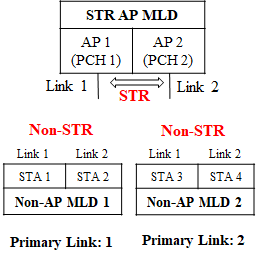 STR AP MLD
AP 1 AP 2
(PCH 1) (PCH 2)
Link 1 Link 2
STR
Non-STR Non-STR
Link 1 Link 2 Link 1 Link 2
STA 1 STA 2 STA 3 STA 4
Non-AP MLD 1 Non-AP MLD 2
Primary Link: 1 Primary Link: 2